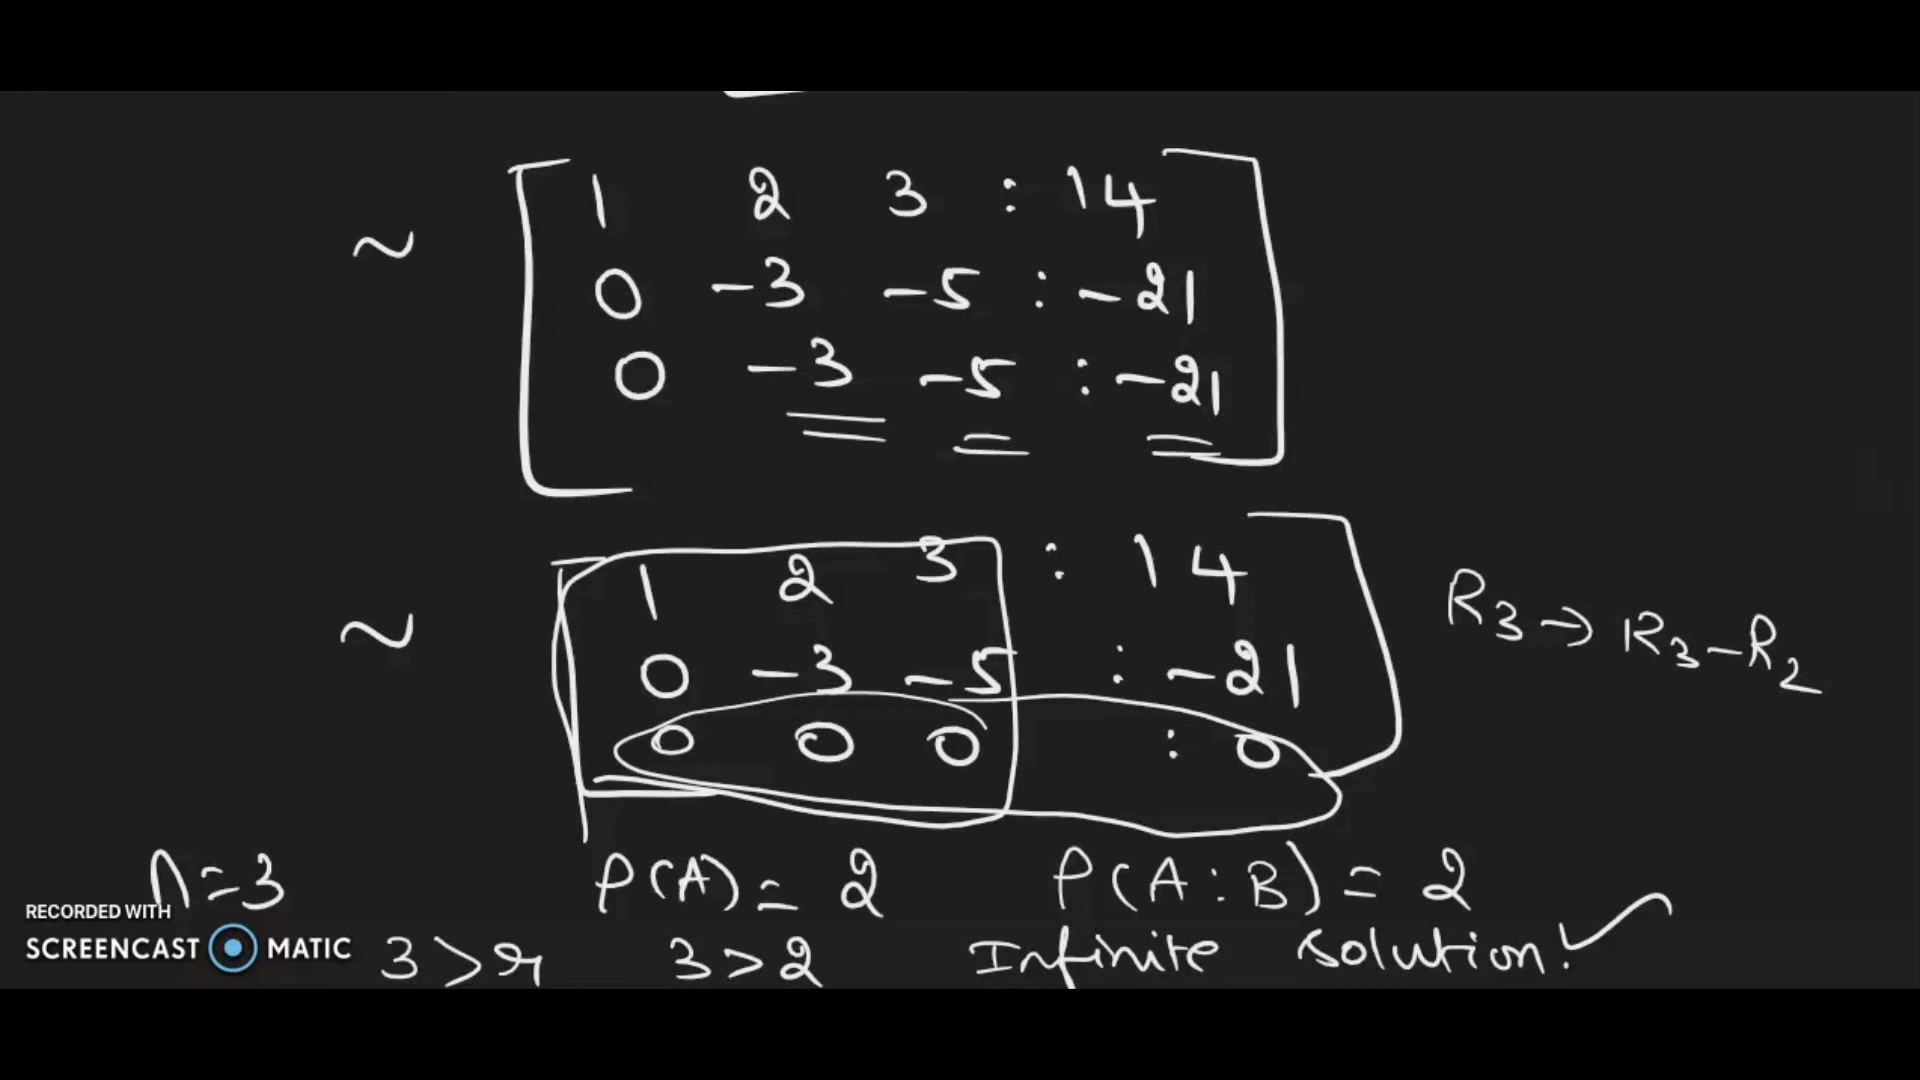 1 2 3 : 14
~
0 -3 -5 : -21
0 -3 -5 : -21
1 2 3 : 14
~
R3 → R3-R2
0 -3 -5 : -21
0 0 0 : 0
n=3 ρ(A) = 2 ρ(A:B) = 2
RECORDED WITH
SCREENCAST MATIC
3>r 3>2 Infinite solution.